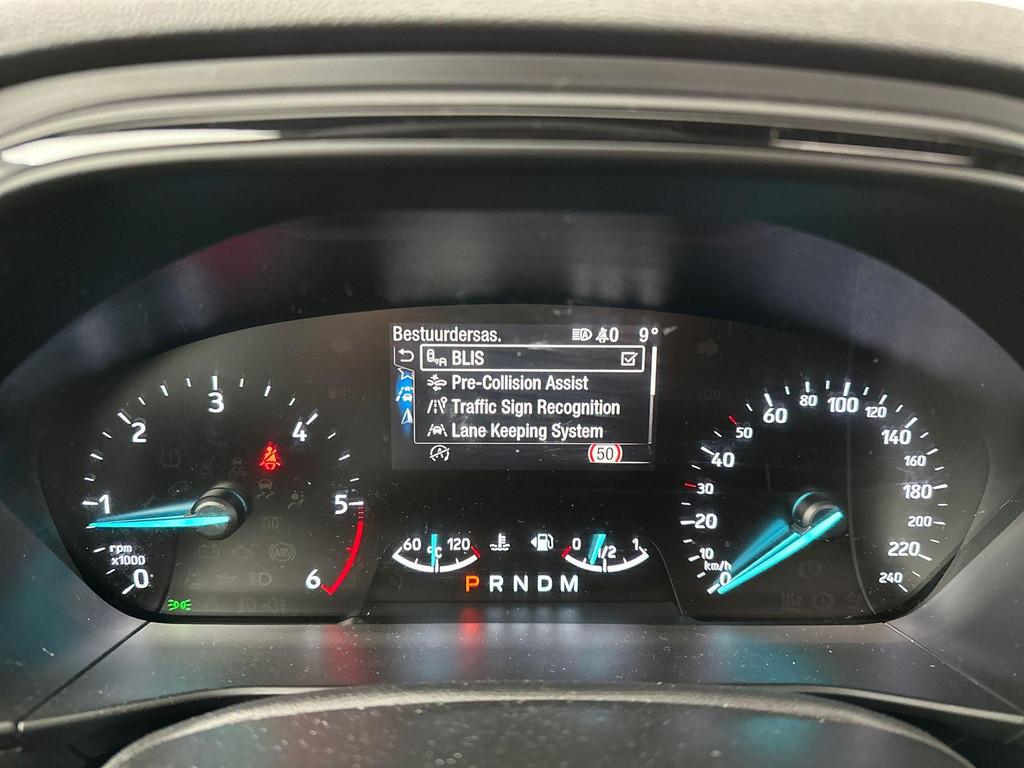 Bestuurdersas. A 0 9°
BLIS
Pre-Collision Assist
Traffic Sign Recognition
Lane Keeping System
50
0
1
2
3
4
5
6
rpm
x1000
ABS
60 °C 120
0 1/2 1
P R N D M
0
10
20
30
40
50
60
80
100
120
140
160
180
200
220
240
km/h